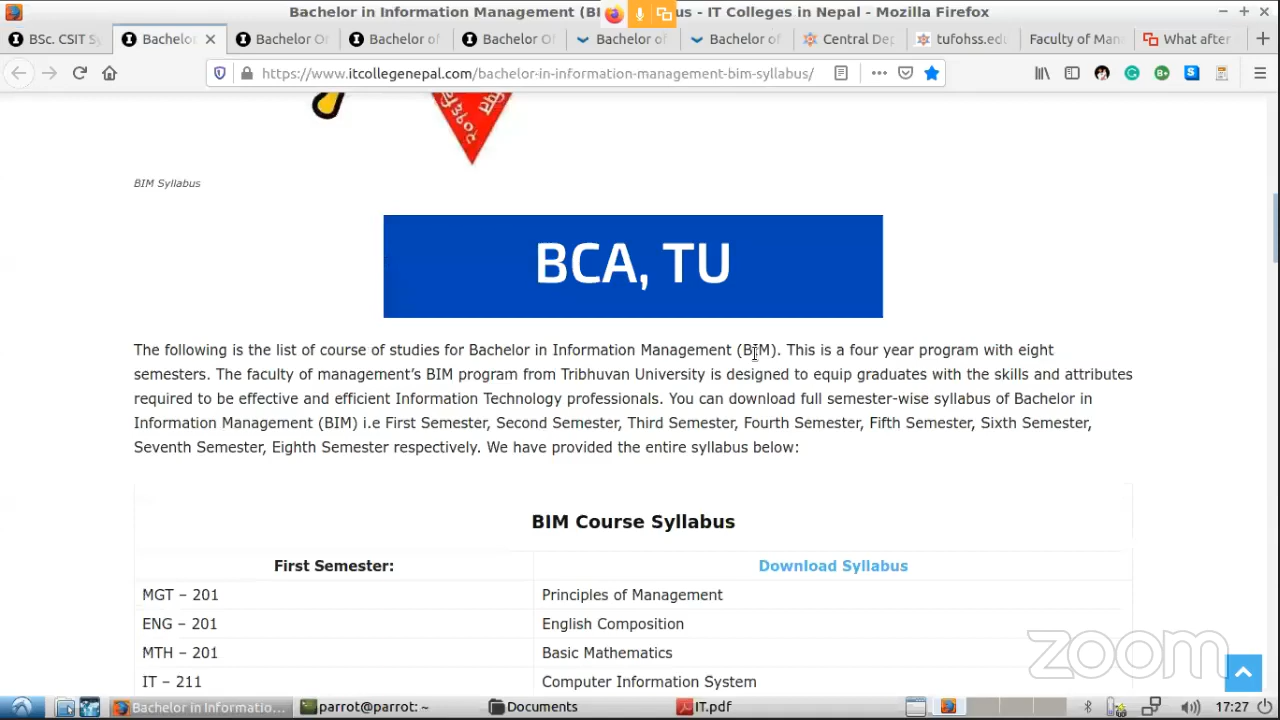 Bachelor in Information Management (BI us - IT Colleges in Nepal - Mozilla Firefox
BSc. CSIT Sy Bachelor Bachelor Of Bachelor of Bachelor Of Bachelor of Bachelor of Central Dep tufohss.edu Faculty of Man What after
https://www.itcollegenepal.com/bachelor-in-information-management-bim-syllabus/
BIM Syllabus
BCA, TU
The following is the list of course of studies for Bachelor in Information Management (BIM). This is a four year program with eight
semesters. The faculty of management’s BIM program from Tribhuvan University is designed to equip graduates with the skills and attributes
required to be effective and efficient Information Technology professionals. You can download full semester-wise syllabus of Bachelor in
Information Management (BIM) i.e First Semester, Second Semester, Third Semester, Fourth Semester, Fifth Semester, Sixth Semester,
Seventh Semester, Eighth Semester respectively. We have provided the entire syllabus below:
BIM Course Syllabus
First Semester: Download Syllabus
MGT – 201 Principles of Management
ENG – 201 English Composition
MTH – 201 Basic Mathematics
IT – 211 Computer Information System
zoom
Bachelor in Informatio... parrot@parrot: ~ Documents IT.pdf 17:27